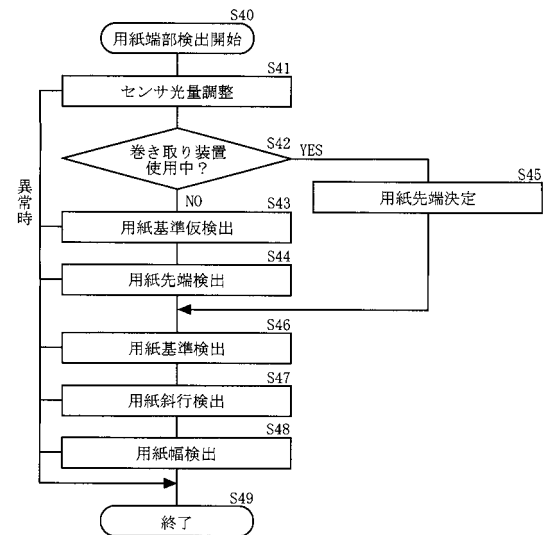 S40
用紙端部検出開始
S41
センサ光量調整
S42
巻き取り装置
使用中？
YES
S45
用紙先端決定
異常時
NO
S43
用紙基準仮検出
S44
用紙先端検出
S46
用紙基準検出
S47
用紙斜行検出
S48
用紙幅検出
S49
終了